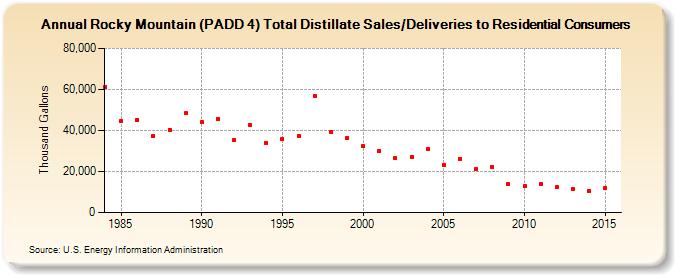 Annual Rocky Mountain (PADD 4) Total Distillate Sales/Deliveries to Residential Consumers
Thousand Gallons
80,000
60,000
40,000
20,000
0
1985 1990 1995 2000 2005 2010 2015
Source: U.S. Energy Information Administration